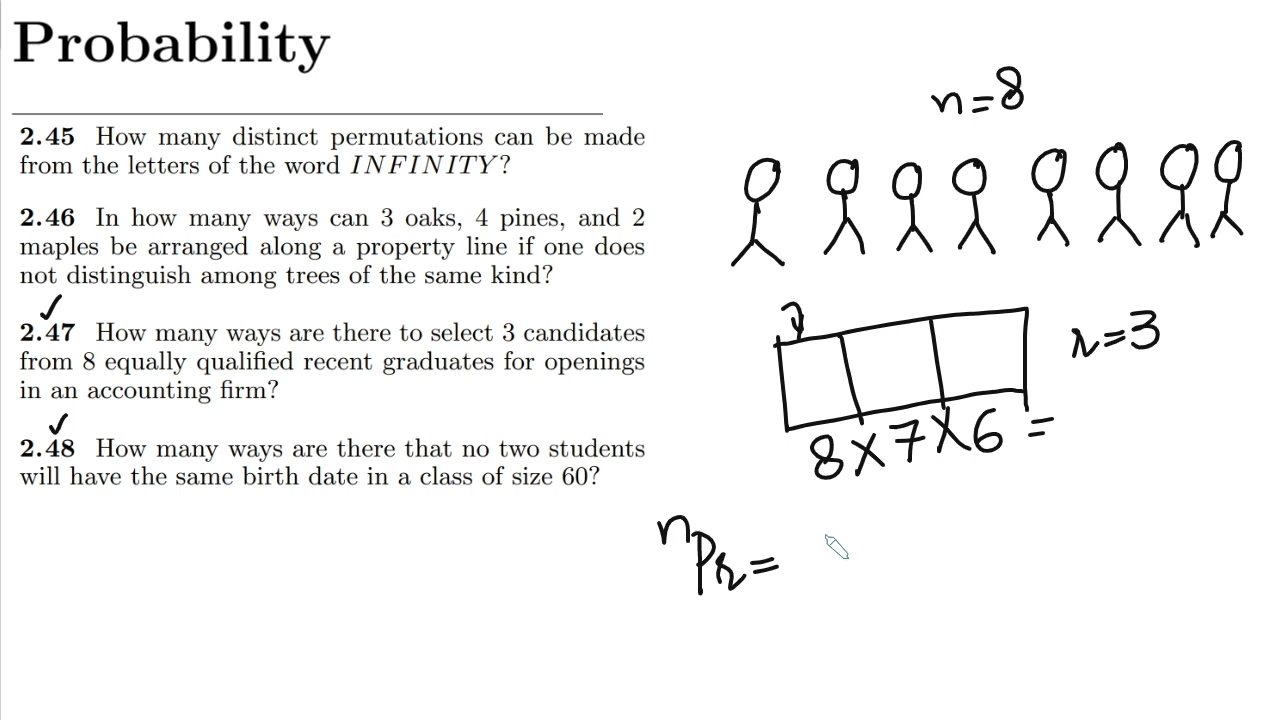 Probability
2.45 How many distinct permutations can be made
from the letters of the word INFINITY?
2.46 In how many ways can 3 oaks, 4 pines, and 2
maples be arranged along a property line if one does
not distinguish among trees of the same kind?
2.47 How many ways are there to select 3 candidates
from 8 equally qualified recent graduates for openings
in an accounting firm?
2.48 How many ways are there that no two students
will have the same birth date in a class of size 60?
n=8
r=3
8×7×6=
nPr=